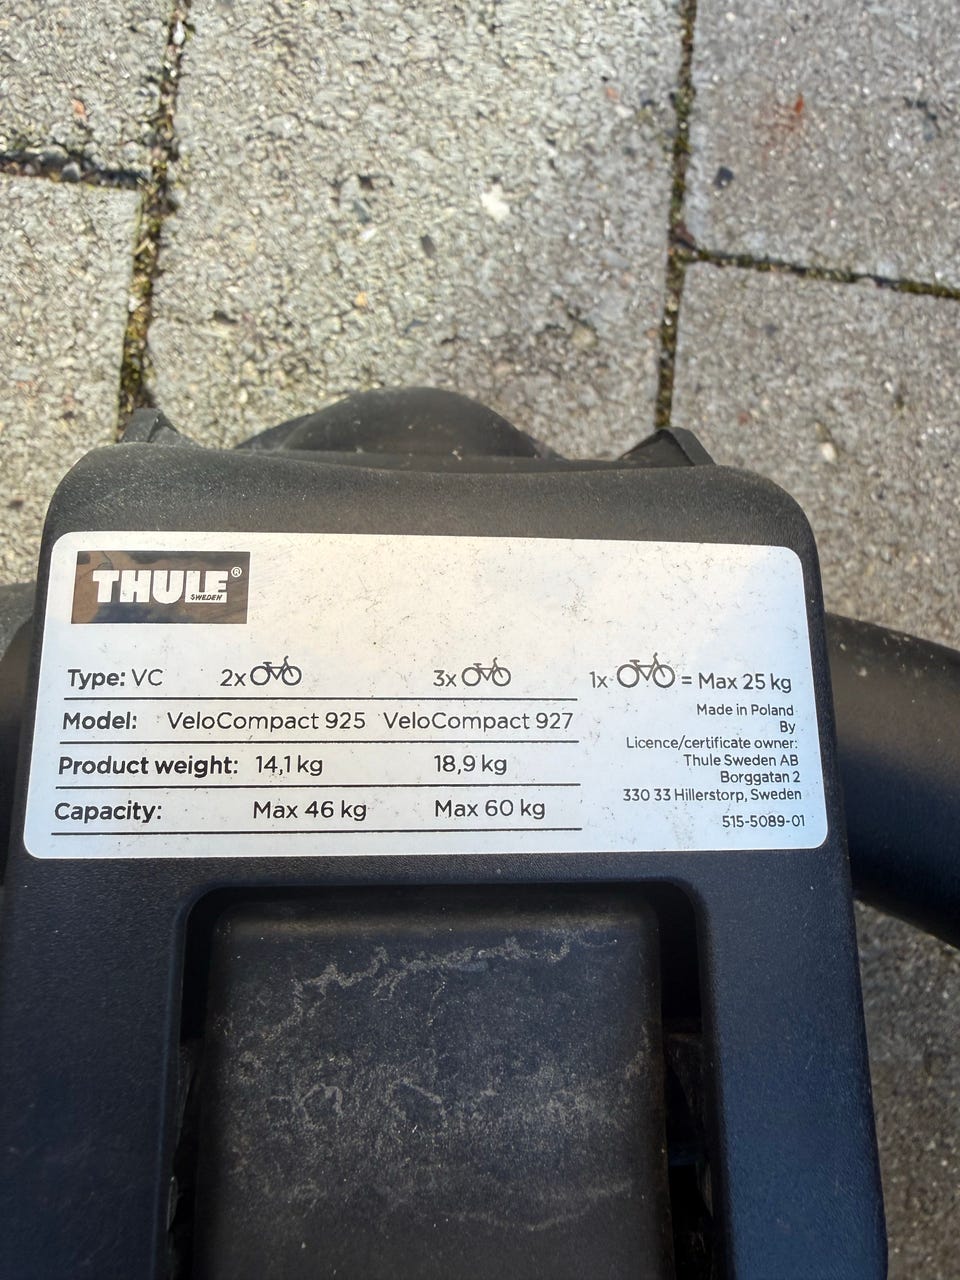 THULE®
SWEDEN
Type: VC 2x 3x 1x = Max 25 kg
Model: VeloCompact 925 VeloCompact 927
Product weight: 14,1 kg 18,9 kg
Capacity: Max 46 kg Max 60 kg
Made in Poland
By
Licence/certificate owner:
Thule Sweden AB
Borggatan 2
330 33 Hillerstorp, Sweden
515-5089-01